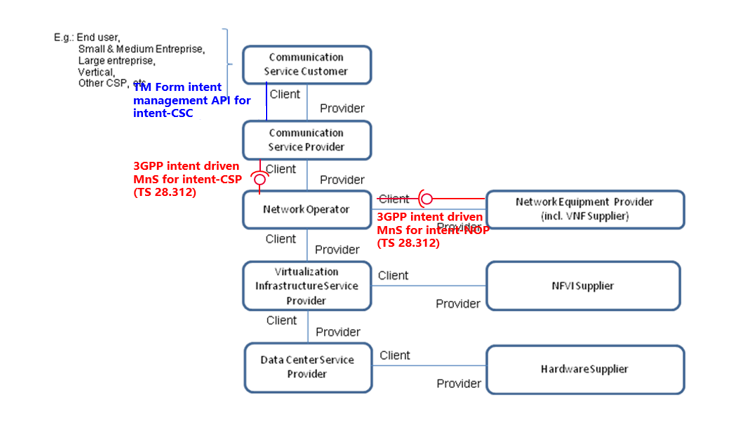 E.g.: End user,
Small & Medium Entreprise,
Large enterprise,
Vertical,
Other CSP, etc.
Communication
Service Customer
TM Form intent
management API for
intent-CSC
Client
Provider
Communication
Service Provider
3GPP intent driven
MnS for intent-CSP
(TS 28.312)
Client
Provider
Network Operator
Client
3GPP intent driven
MnS for intent-NOP
(TS 28.312)
Provider
Network Equipment Provider
(incl. VNF Supplier)
Client
Provider
Virtualization
Infrastructure Service
Provider
Client
Provider
NFVI Supplier
Client
Provider
Data Center Service
Provider
Client
Provider
Hardware Supplier